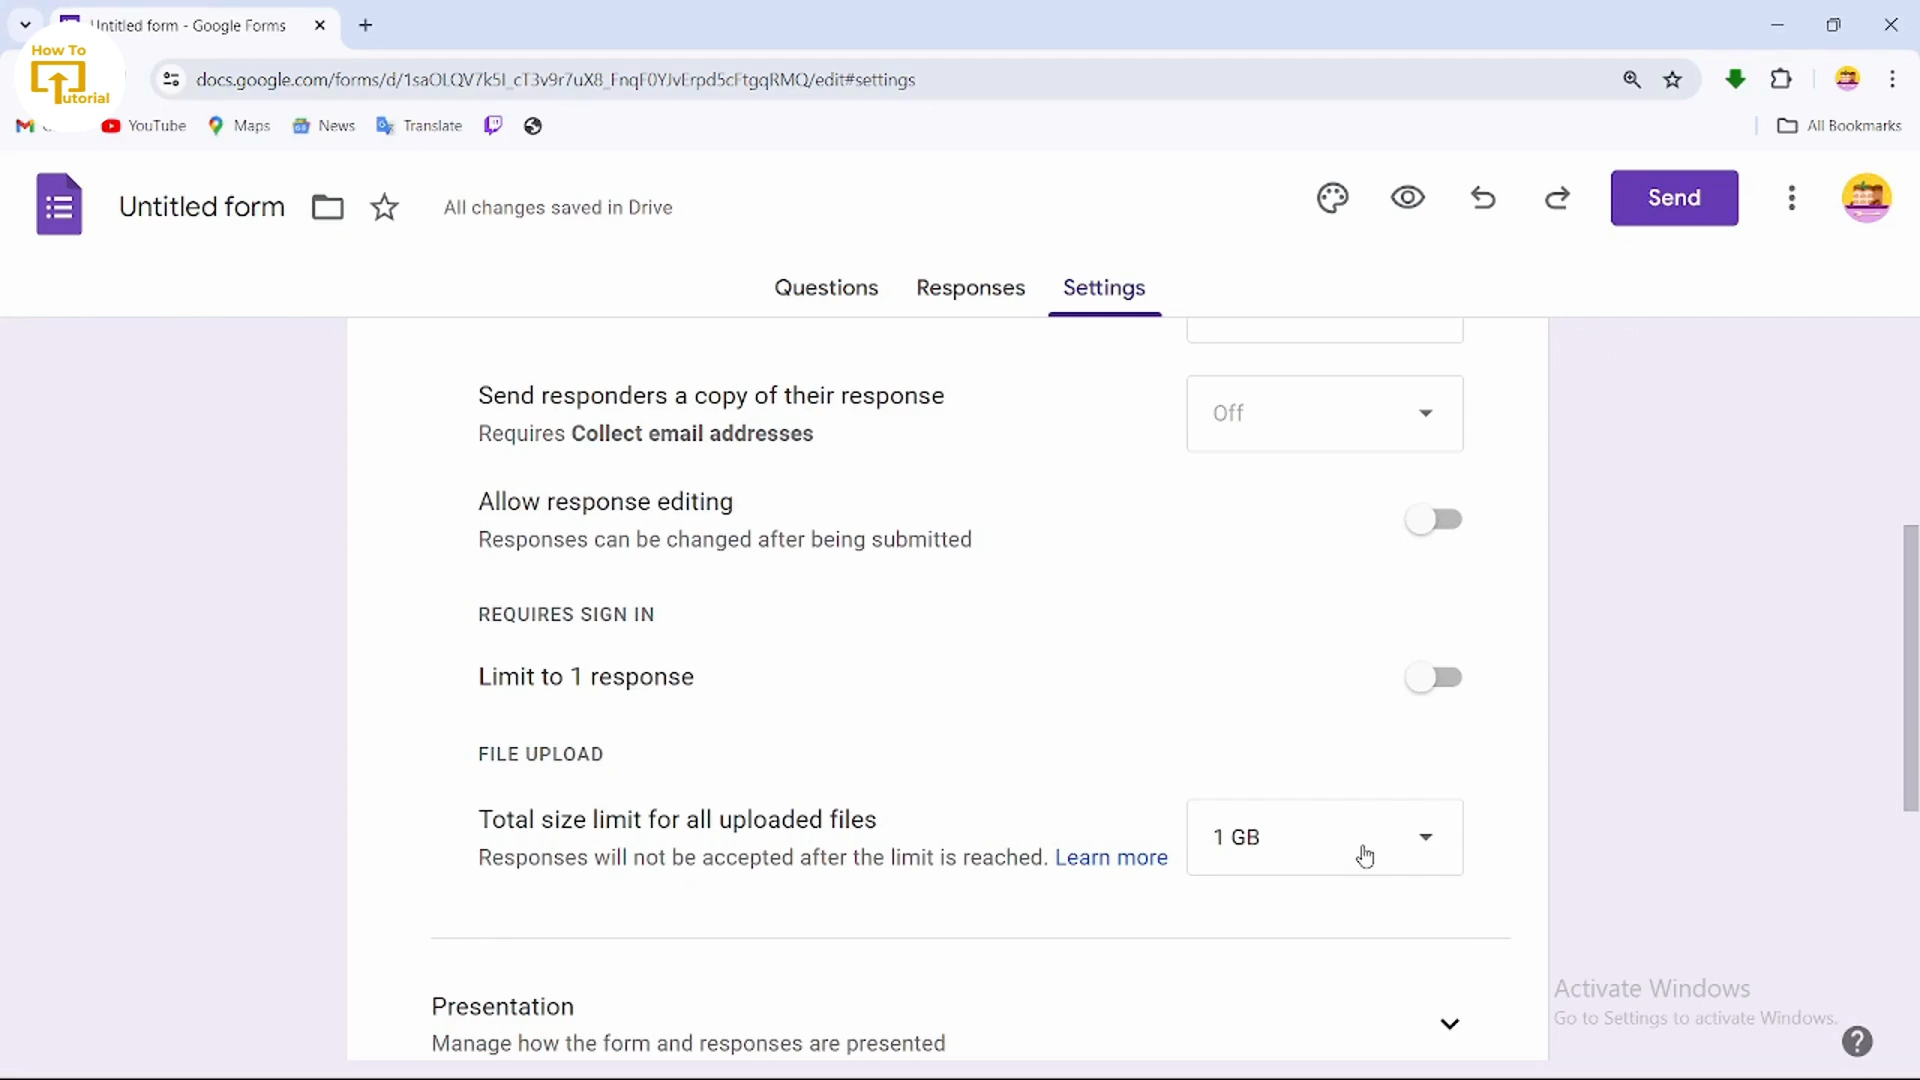 Untitled form - Google Forms
How To
utorial
docs.google.com/forms/d/1saOLQV7k5I_cT3v9r7uX8_FnqF0YJvErpd5cFtgqRMQ/edit#settings
YouTube
Maps
News
Translate
All Bookmarks
Untitled form
All changes saved in Drive
Send
Questions
Responses
Settings
Send responders a copy of their response
Requires Collect email addresses
Off
Allow response editing
Responses can be changed after being submitted
REQUIRES SIGN IN
Limit to 1 response
FILE UPLOAD
Total size limit for all uploaded files
Responses will not be accepted after the limit is reached. Learn more
1 GB
Presentation
Manage how the form and responses are presented
Activate Windows
Go to Settings to activate Windows.